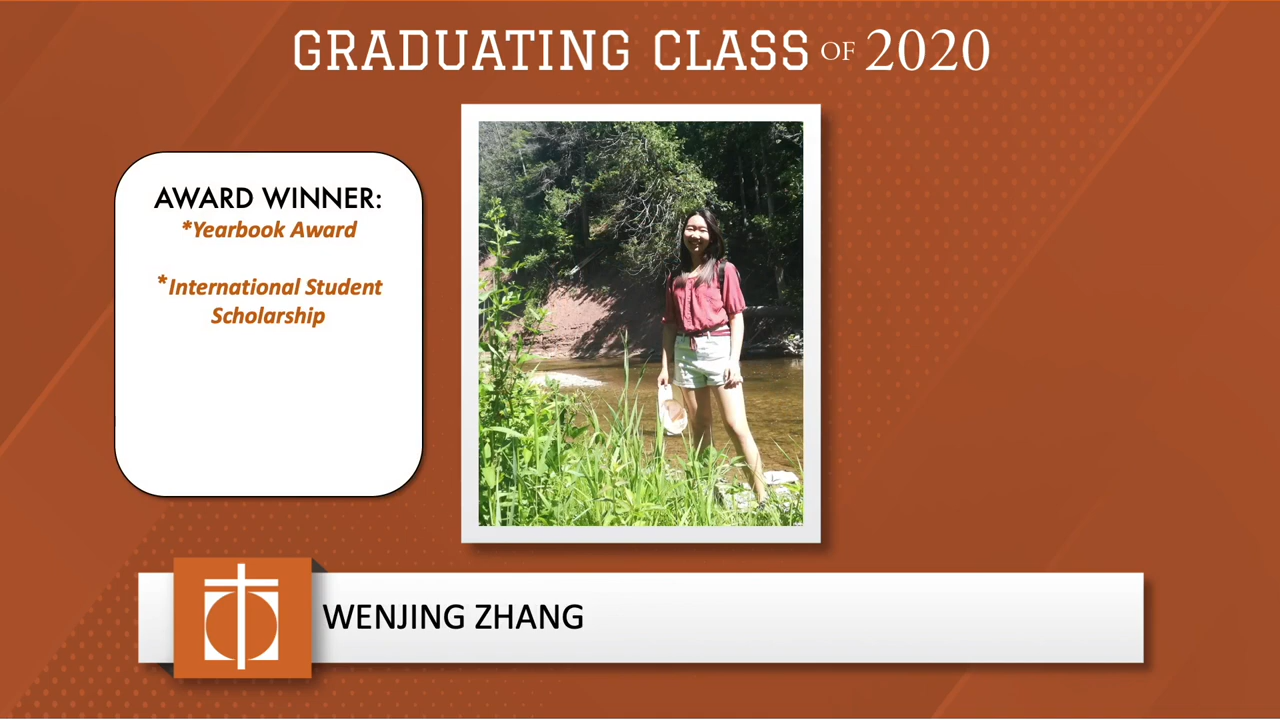 GRADUATING CLASS OF 2020
AWARD WINNER:
*Yearbook Award
*International Student
Scholarship
WENJING ZHANG